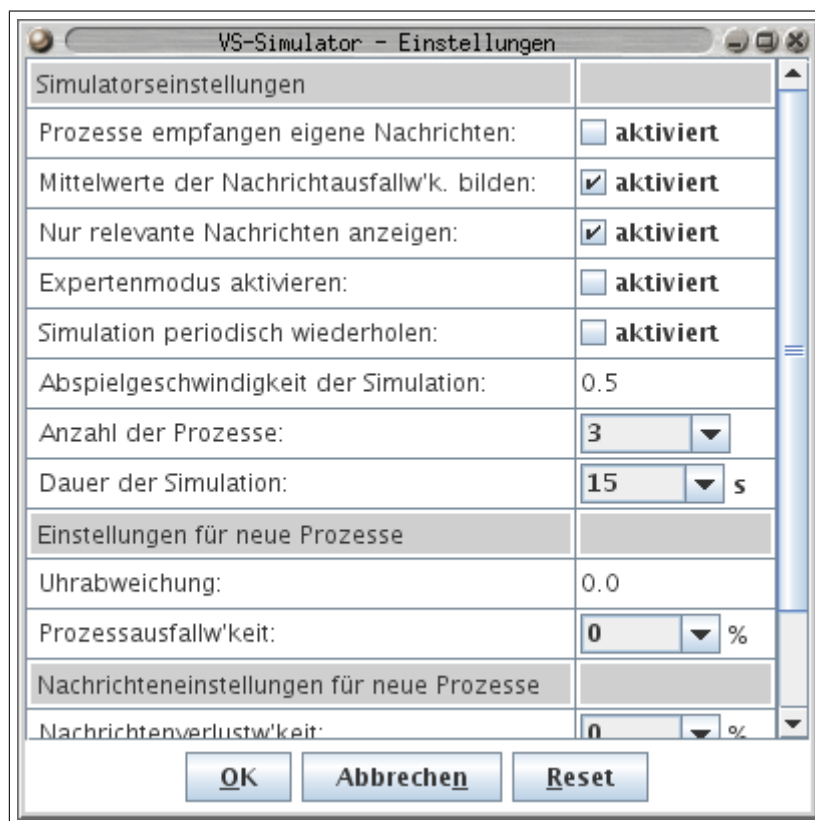 VS-Simulator - Einstellungen
Simulatorseinstellungen
Prozesse empfangen eigene Nachrichten: aktiviert
Mittelwerte der Nachrichtausfallw'k. bilden: aktiviert
Nur relevante Nachrichten anzeigen: aktiviert
Expertenmodus aktivieren: aktiviert
Simulation periodisch wiederholen: aktiviert
Abspielgeschwindigkeit der Simulation: 0.5
Anzahl der Prozesse: 3
Dauer der Simulation: 15 s
Einstellungen für neue Prozesse
Uhrabweichung: 0.0
Prozessausfallw'keit: 0 %
Nachrichteneinstellungen für neue Prozesse
Nachrichtenverlustw'keit: 0 %
OK Abbrechen Reset